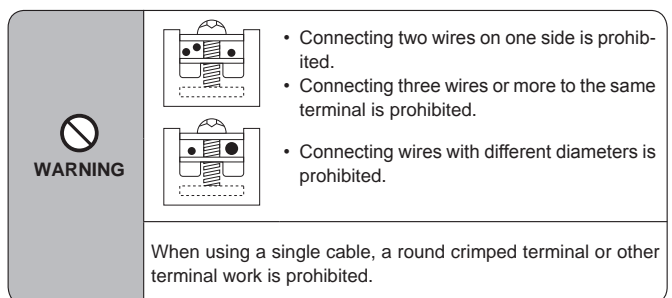 WARNING
• Connecting two wires on one side is prohib-
ited.
• Connecting three wires or more to the same
terminal is prohibited.
• Connecting wires with different diameters is
prohibited.
When using a single cable, a round crimped terminal or other
terminal work is prohibited.